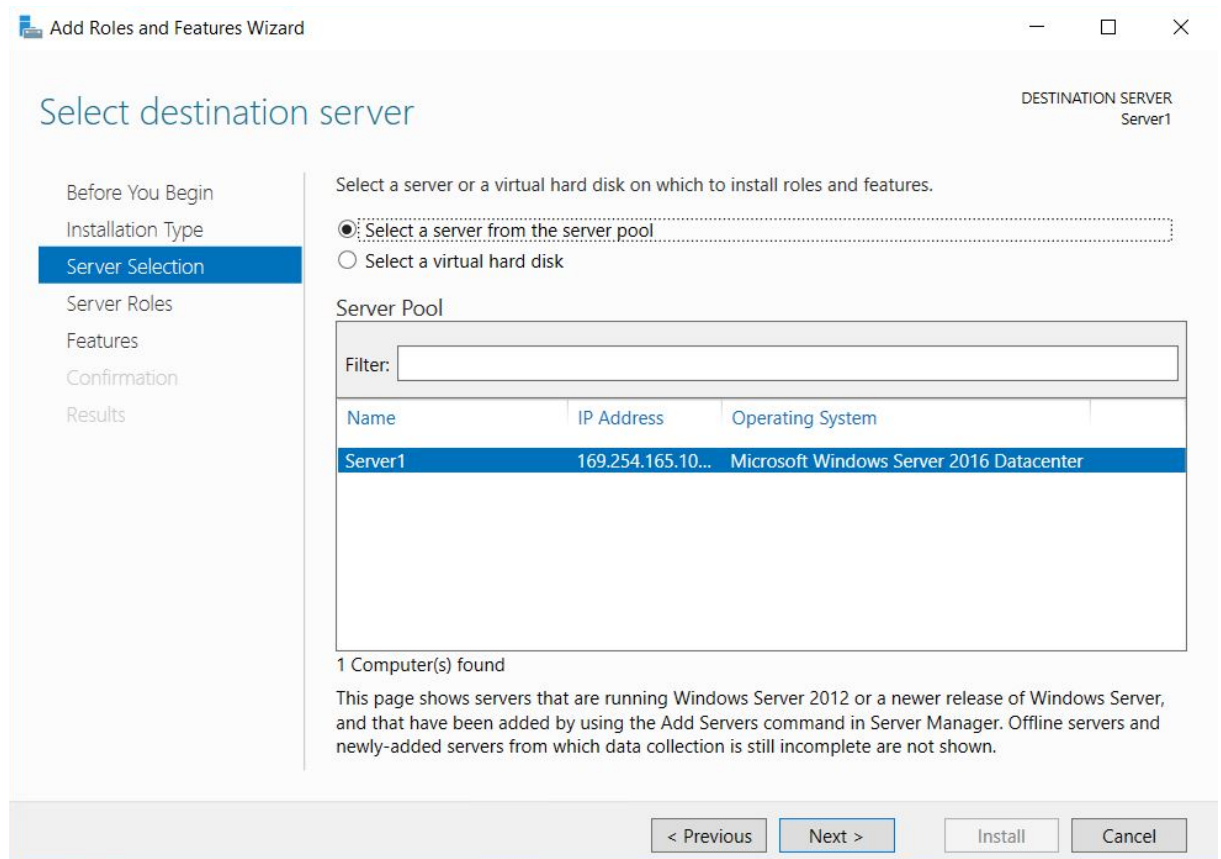 Add Roles and Features Wizard
Select destination server
DESTINATION SERVER
Server1
Before You Begin
Installation Type
Server Selection
Server Roles
Features
Confirmation
Results
Select a server or a virtual hard disk on which to install roles and features.
Select a server from the server pool
Select a virtual hard disk
Server Pool
Filter:
Name IP Address Operating System
Server1 169.254.165.10... Microsoft Windows Server 2016 Datacenter
1 Computer(s) found
This page shows servers that are running Windows Server 2012 or a newer release of Windows Server,
and that have been added by using the Add Servers command in Server Manager. Offline servers and
newly-added servers from which data collection is still incomplete are not shown.
< Previous Next > Install Cancel